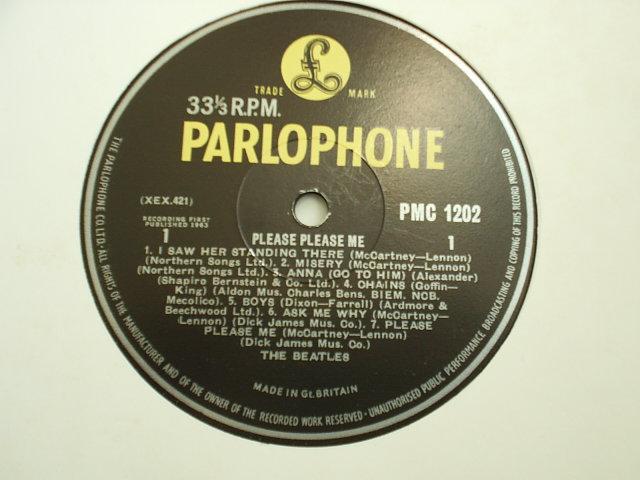 £
TRADE MARK
33⅓ R.P.M.
PARLOPHONE
(XEX.421)
PMC 1202
RECORDING FIRST
PUBLISHED 1963
1 PLEASE PLEASE ME 1
1. I SAW HER STANDING THERE (McCartney—Lennon)
(Northern Songs Ltd.). 2. MISERY (McCartney—Lennon)
(Northern Songs Ltd.). 3. ANNA (GO TO HIM) (Alexander)
(Shapiro Bernstein & Co. Ltd.). 4. CHAINS (Goffin—
King) (Aldon Mus. Charles Bens. BIEM. NCB.
Mecolico). 5. BOYS (Dixon—Farrell) (Ardmore &
Beechwood Ltd.) 6. ASK ME WHY (McCartney—
Lennon) (Dick James Mus. Co.). 7. PLEASE
PLEASE ME (McCartney—Lennon)
(Dick James Mus. Co.)
THE BEATLES
MADE IN Gt. BRITAIN
THE PARLOPHONE CO. LTD. - ALL RIGHTS OF THE MANUFACTURER AND OF THE OWNER OF THE RECORDED WORK RESERVED - UNAUTHORISED PUBLIC PERFORMANCE BROADCASTING AND COPYING OF THIS RECORD PROHIBITED